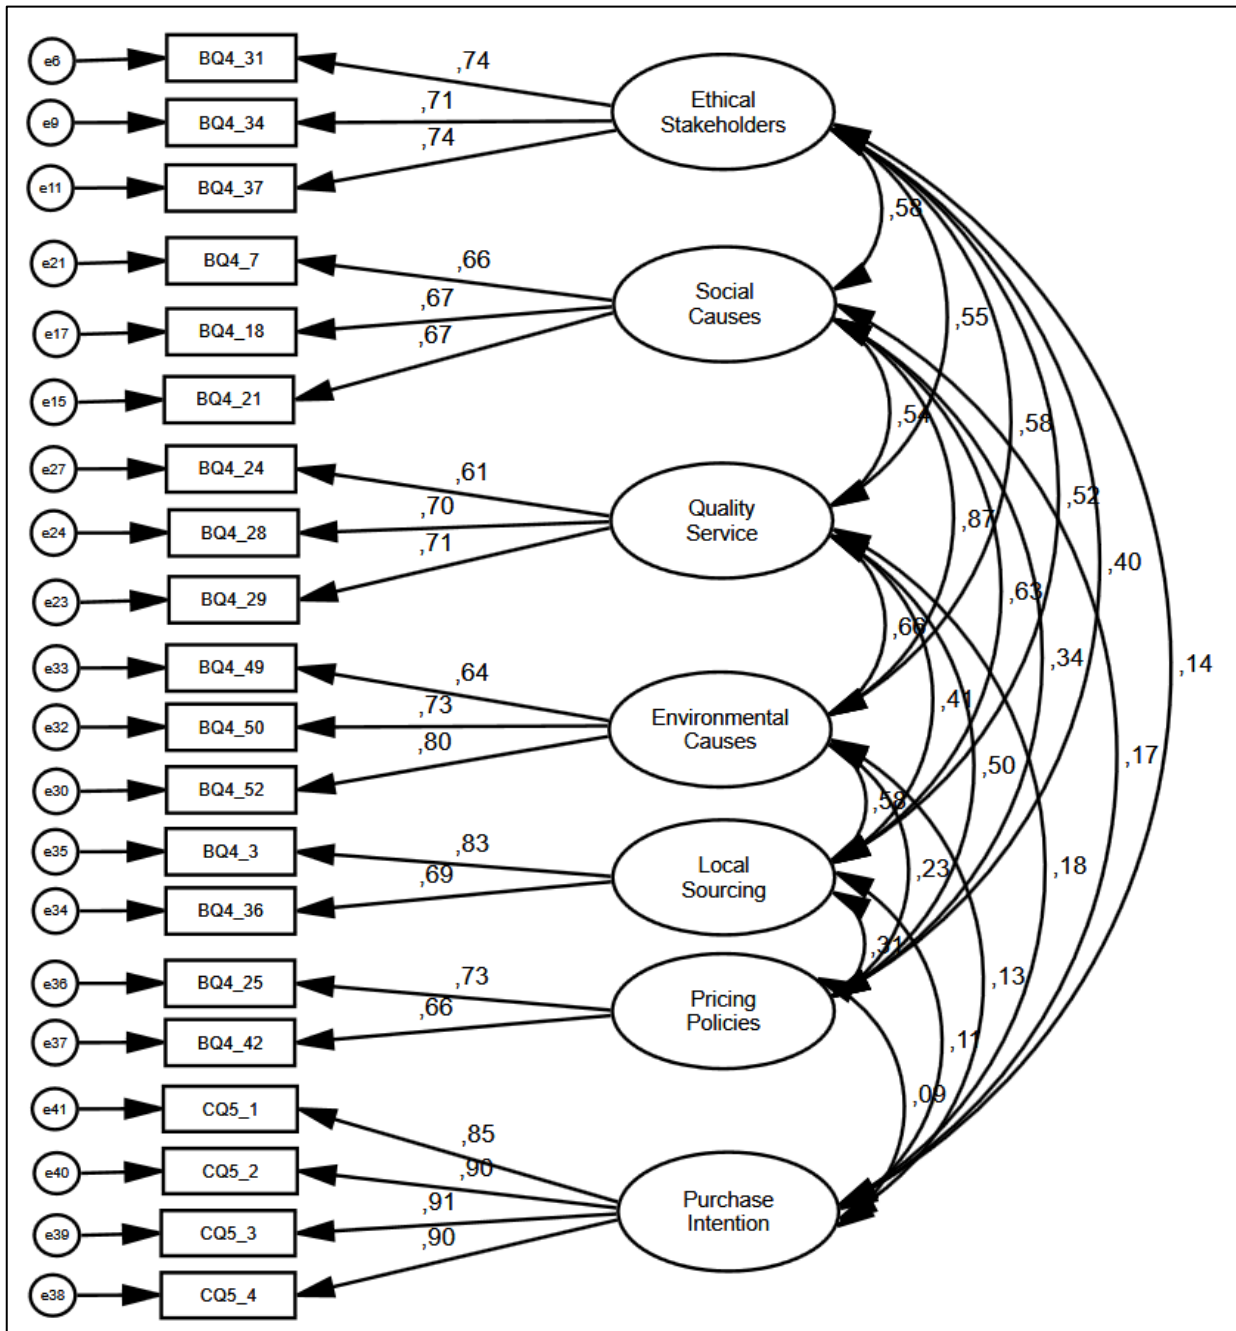 e6 BQ4_31 ,74 Ethical
Stakeholders
e9 BQ4_34 ,71
e11 BQ4_37 ,74
,58
e21 BQ4_7 ,66 Social
Causes
e17 BQ4_18 ,67
e15 BQ4_21 ,67
,55
,54
,58
e27 BQ4_24 ,61 Quality
Service
e24 BQ4_28 ,70
e23 BQ4_29 ,71
,87
,52
,40
,63
,66
,34
,14
e33 BQ4_49 ,64 Environmental
Causes
e32 BQ4_50 ,73
e30 BQ4_52 ,80
,41
,50
,17
,58
e35 BQ4_3 ,83 Local
Sourcing
e34 BQ4_36 ,69
,23
,18
,31
,13
e36 BQ4_25 ,73 Pricing
Policies
e37 BQ4_42 ,66
,11
,09
e41 CQ5_1 ,85 Purchase
Intention
e40 CQ5_2 ,90
e39 CQ5_3 ,91
e38 CQ5_4 ,90